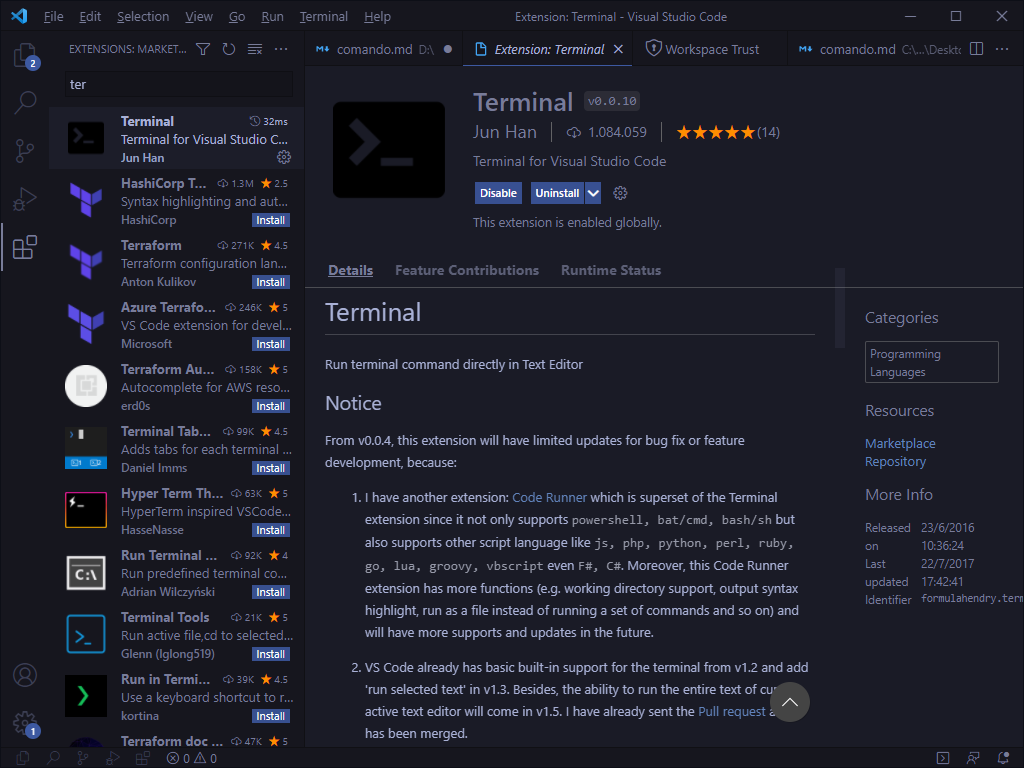 File Edit Selection View Go Run Terminal Help Extension: Terminal - Visual Studio Code
EXTENSIONS: MARKET...
comando.md D:\
Extension: Terminal
Workspace Trust
comando.md C:\...\Deskto
2
ter
Terminal 32ms
Terminal for Visual Studio C...
Jun Han
HashiCorp T... 1.3M 2.5
Syntax highlighting and aut...
HashiCorp Install
Terraform 271K 4.5
Terraform configuration lan...
Anton Kulikov Install
Azure Terrafo... 246K 5
VS Code extension for devel...
Microsoft Install
Terraform Au... 158K 5
Autocomplete for AWS reso...
erd0s Install
Terminal Tab... 99K 4.5
Adds tabs for each terminal ...
Daniel Imms Install
Hyper Term Th... 63K 5
HyperTerm inspired VSCode...
HasseNasse Install
Run Terminal ... 92K 4
Run predefined terminal co...
Adrian Wilczyński Install
C:\
Terminal Tools 21K 5
Run active file,cd to selected...
Glenn (lglong519) Install
Run in Termi... 39K 4.5
Use a keyboard shortcut to r...
kortina Install
Terraform doc ... 47K 5
1
Terminal v0.0.10
Jun Han 1.084.059 (14)
Terminal for Visual Studio Code
Disable Uninstall
This extension is enabled globally.
Details Feature Contributions Runtime Status
Terminal
Run terminal command directly in Text Editor
Notice
From v0.0.4, this extension will have limited updates for bug fix or feature
development, because:
1. I have another extension: Code Runner which is superset of the Terminal
extension since it not only supports powershell, bat/cmd, bash/sh but
also supports other script language like js, php, python, perl, ruby,
go, lua, groovy, vbscript even F#, C#. Moreover, this Code Runner
extension has more functions (e.g. working directory support, output syntax
highlight, run as a file instead of running a set of commands and so on) and
will have more supports and updates in the future.
2. VS Code already has basic built-in support for the terminal from v1.2 and add
'run selected text' in v1.3. Besides, the ability to run the entire text of
active text editor will come in v1.5. I have already sent the Pull request
has been merged.
Categories
Programming
Languages
Resources
Marketplace
Repository
More Info
Released 23/6/2016
on 10:36:24
Last 22/7/2017
updated 17:42:41
Identifier formulahendry.term
0 0